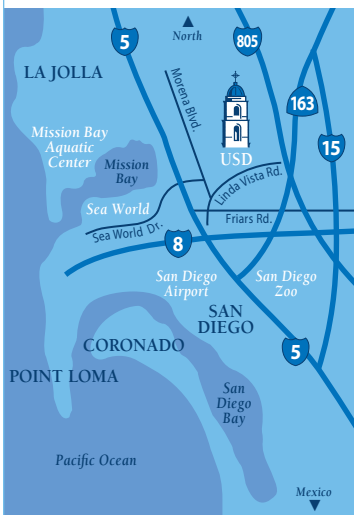 5
North
805
LA JOLLA
Morena Blvd.
163
Mission Bay
Aquatic
Center
15
USD
Mission
Bay
Linda Vista Rd.
Sea World
Friars Rd.
Sea World Dr.
8
San Diego
Airport
San Diego
Zoo
SAN
DIEGO
CORONADO
5
POINT LOMA
San
Diego
Bay
Pacific Ocean
Mexico